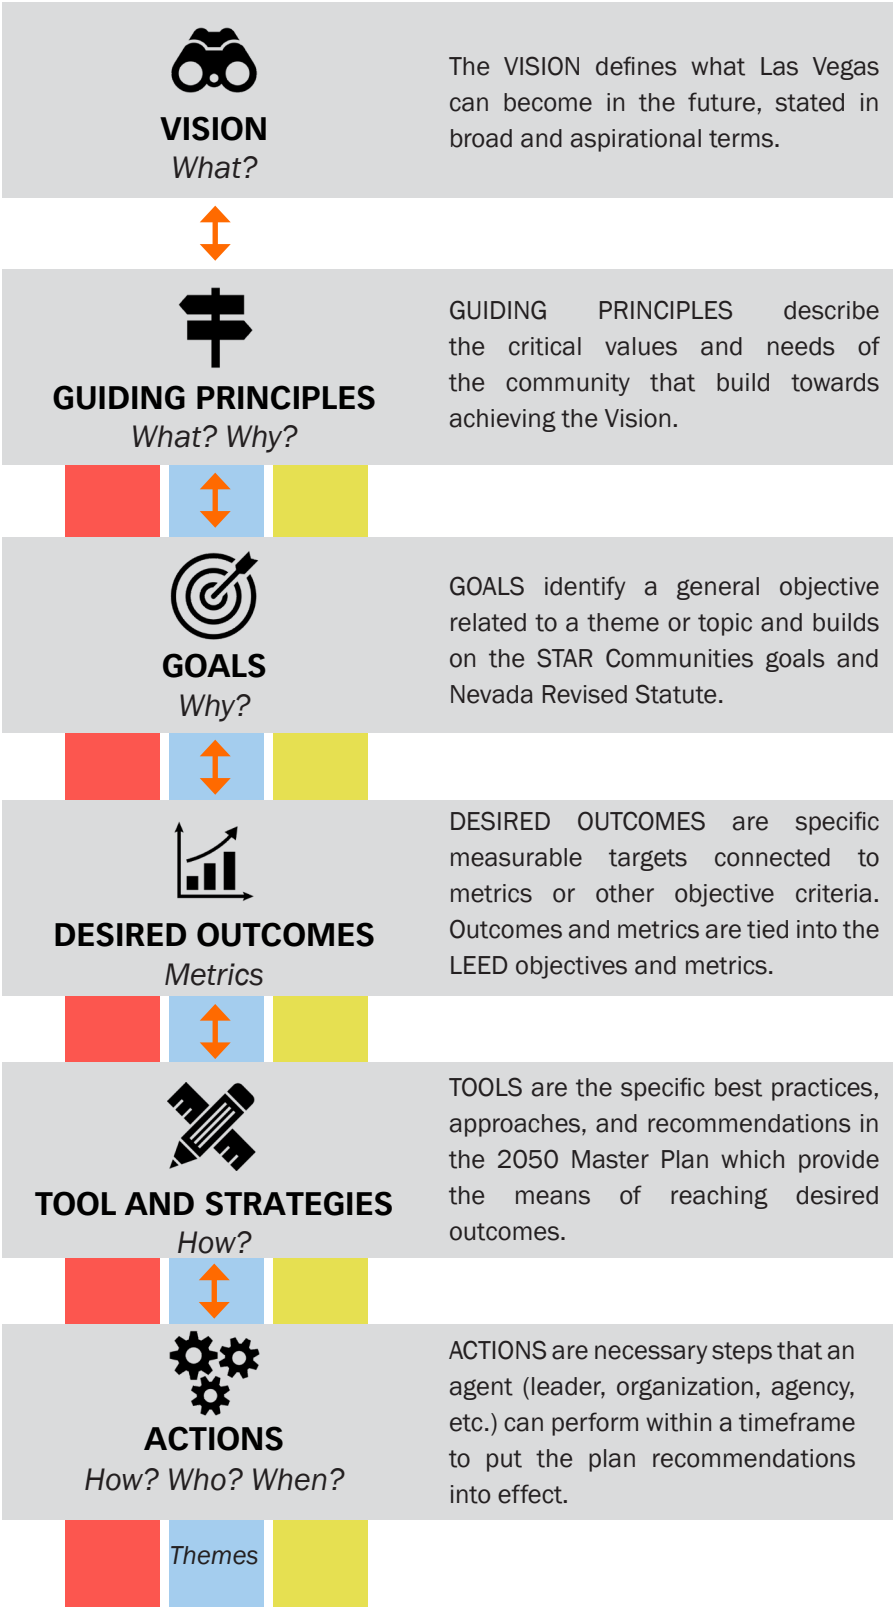 VISION
What?
The VISION defines what Las Vegas
can become in the future, stated in
broad and aspirational terms.
GUIDING PRINCIPLES
What? Why?
GUIDING PRINCIPLES describe
the critical values and needs of
the community that build towards
achieving the Vision.
GOALS
Why?
GOALS identify a general objective
related to a theme or topic and builds
on the STAR Communities goals and
Nevada Revised Statute.
DESIRED OUTCOMES
Metrics
DESIRED OUTCOMES are specific
measurable targets connected to
metrics or other objective criteria.
Outcomes and metrics are tied into the
LEED objectives and metrics.
TOOL AND STRATEGIES
How?
TOOLS are the specific best practices,
approaches, and recommendations in
the 2050 Master Plan which provide
the means of reaching desired
outcomes.
ACTIONS
How? Who? When?
ACTIONS are necessary steps that an
agent (leader, organization, agency,
etc.) can perform within a timeframe
to put the plan recommendations
into effect.
Themes